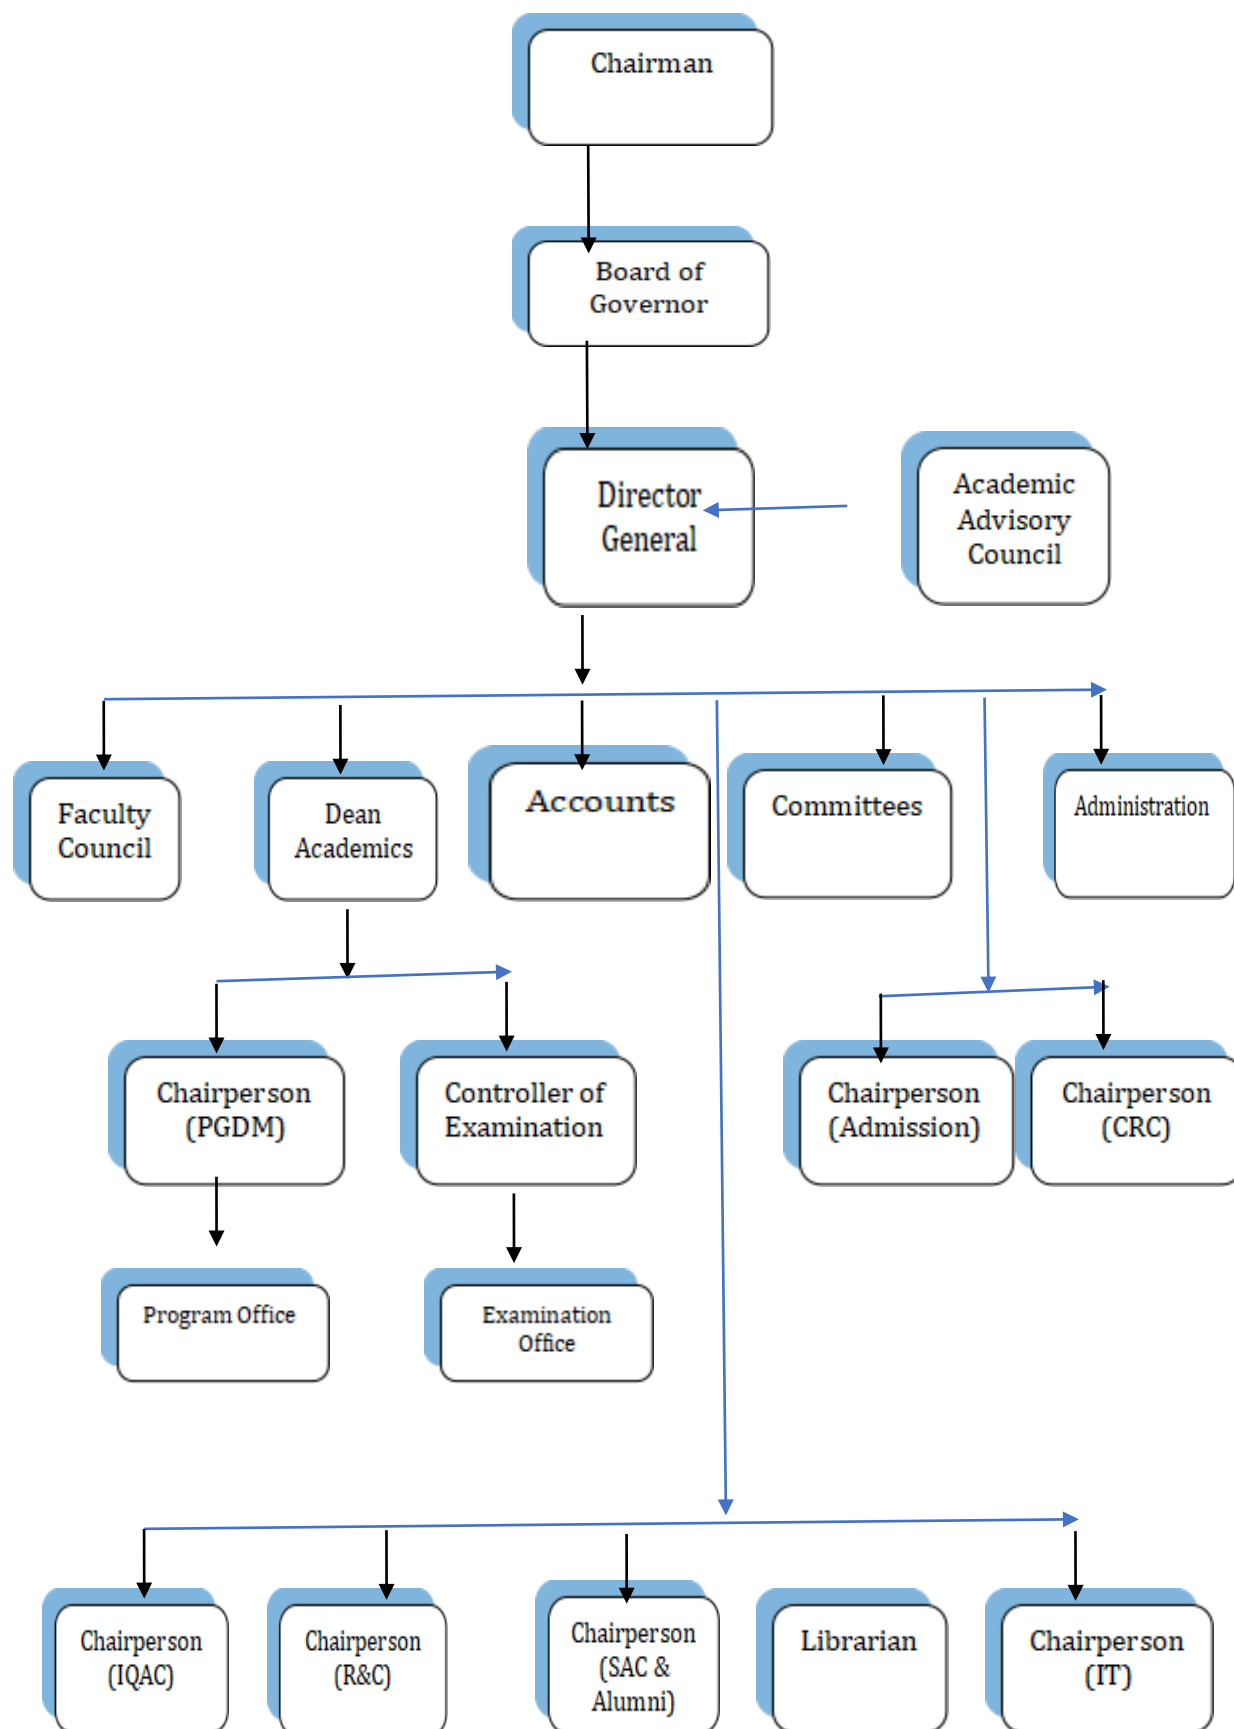 Chairman
Board of
Governor
Director
General
Academic
Advisory
Council
Faculty
Council
Dean
Academics
Accounts
Committees
Administration
Chairperson
(PGDM)
Controller of
Examination
Chairperson
(Admission)
Chairperson
(CRC)
Program Office
Examination
Office
Chairperson
(IQAC)
Chairperson
(R&C)
Chairperson
(SAC &
Alumni)
Librarian
Chairperson
(IT)